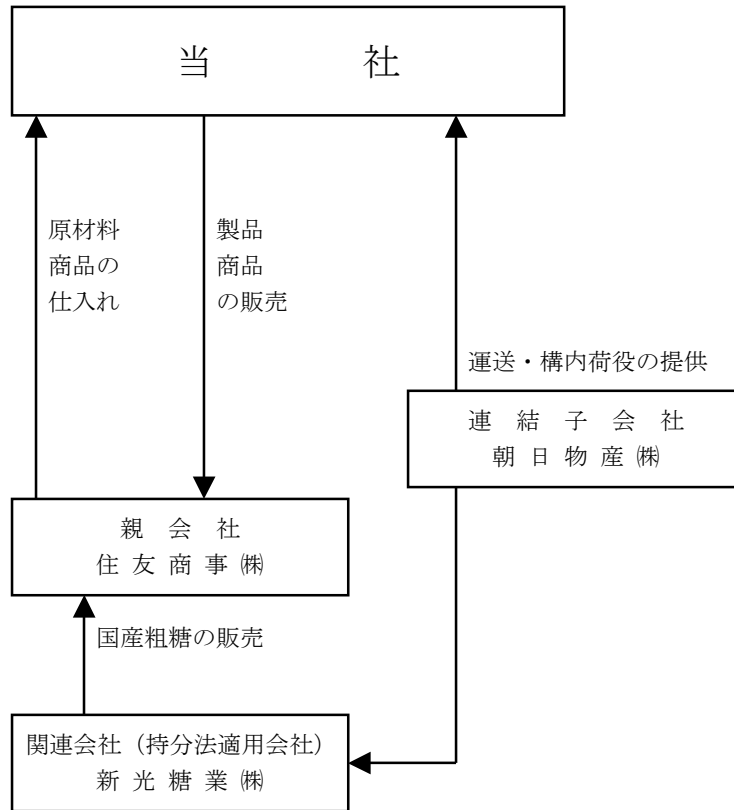 当 社
原材料
商品の
仕入れ
製品
商品
の販売
運送・構内荷役の提供
連 結 子 会 社
朝 日 物 産 ㈱
親 会 社
住 友 商 事 ㈱
国産粗糖の販売
関連会社（持分法適用会社）
新 光 糖 業 ㈱